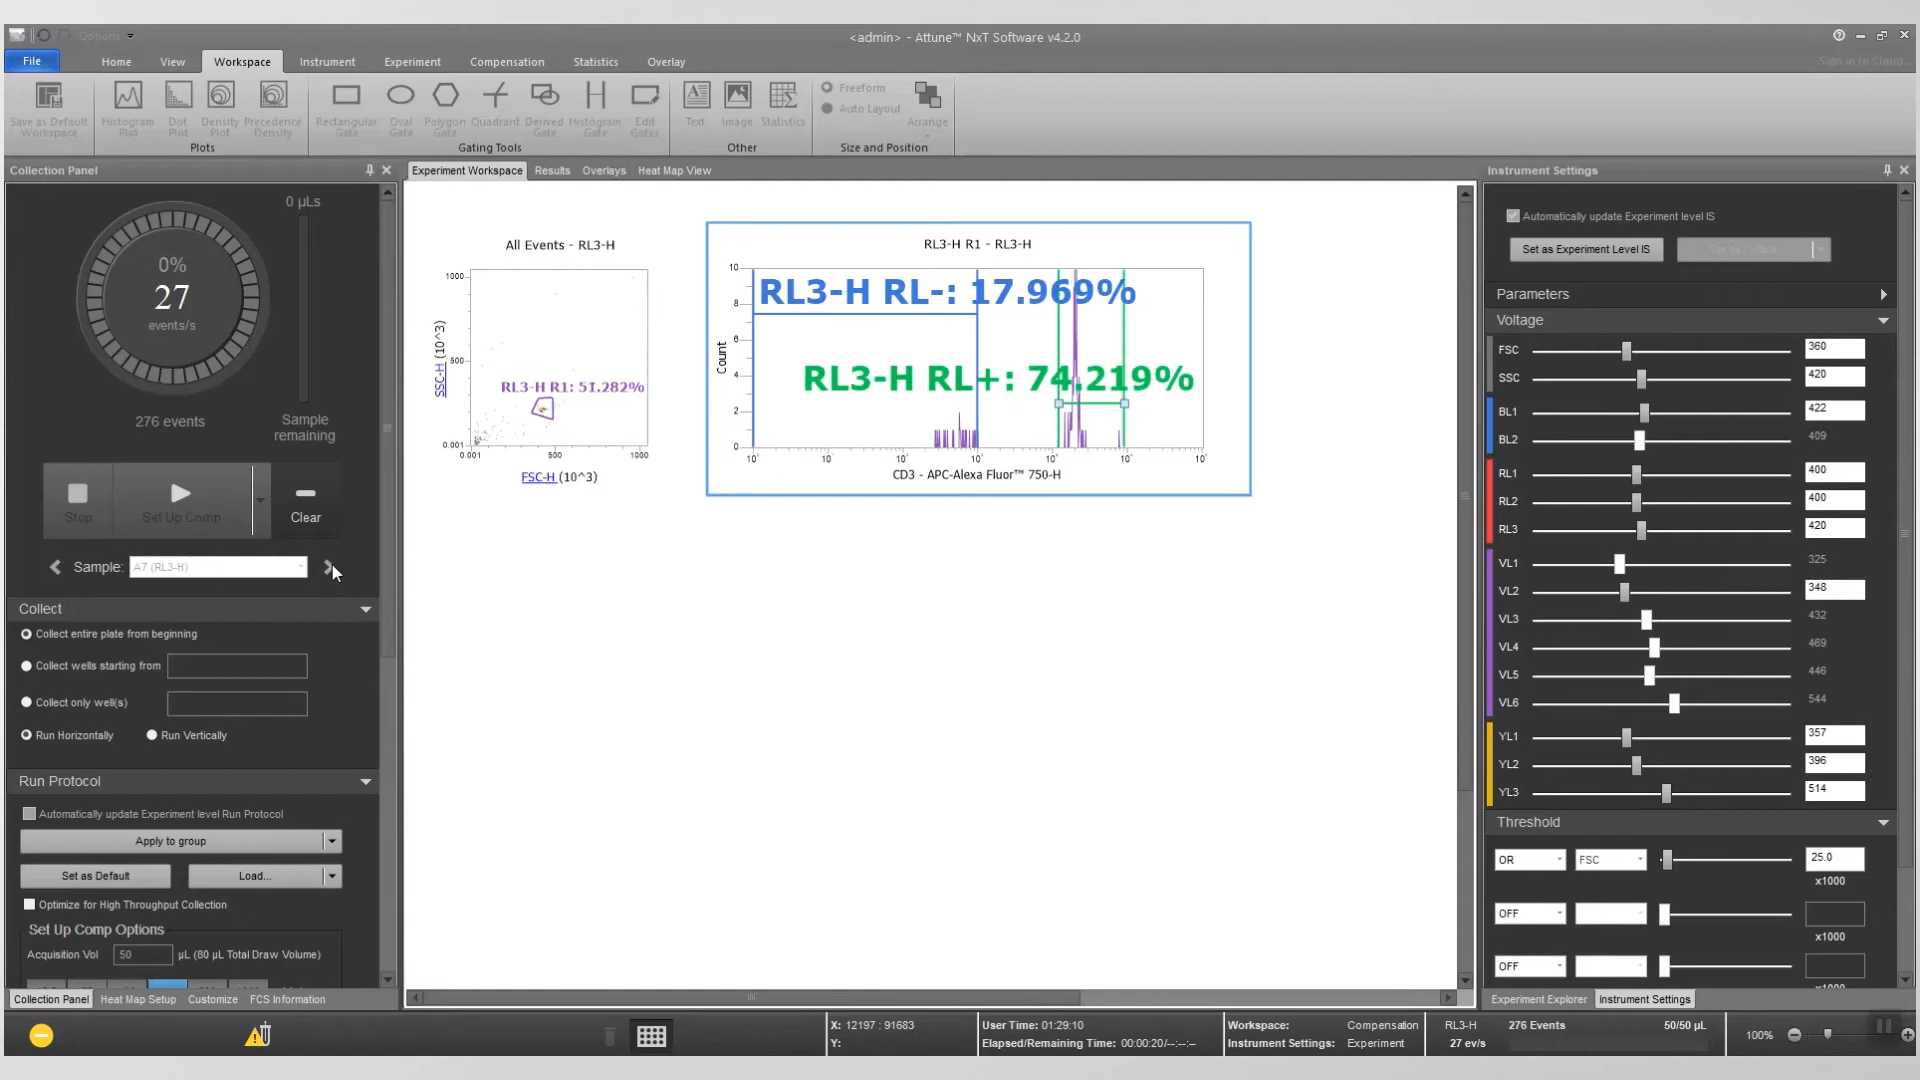 Options
<admin> - Attune™ NxT Software v4.2.0
File
Home
View
Workspace
Instrument
Experiment
Compensation
Statistics
Overlay
Sign in to Cloud...
Save as Default
Workspace
Histogram
Plot
Dot
Plot
Density
Plot
Precedence
Density
Plots
Rectangular
Gate
Oval
Gate
Polygon
Gate
Quadrant
Derived
Gate
Histogram
Gate
Edit
Gates
Gating Tools
Text
Image
Statistics
Other
Freeform
Auto Layout
Arrange
Size and Position
Collection Panel
0 µLs
0%
27
events/s
276 events
Sample
remaining
Stop
Set Up Comp
Clear
Sample: A7 (RL3-H)
Collect
Collect entire plate from beginning
Collect wells starting from
Collect only well(s)
Run Horizontally
Run Vertically
Run Protocol
Automatically update Experiment level Run Protocol
Apply to group
Set as Default
Load...
Optimize for High Throughput Collection
Set Up Comp Options
Acquisition Vol 50 µL (80 µL Total Draw Volume)
Collection Panel
Heat Map Setup
Customize
FCS Information
Experiment Workspace
Results
Overlays
Heat Map View
All Events - RL3-H
1000
500
0.001
SSC-H (10^3)
RL3-H R1: 51.282%
0.001
500
1000
FSC-H (10^3)
RL3-H R1 - RL3-H
10
8
6
4
2
0
Count
RL3-H RL-: 17.969%
RL3-H RL+: 74.219%
CD3 - APC-Alexa Fluor™ 750-H
Instrument Settings
Automatically update Experiment level IS
Set as Experiment Level IS
Parameters
Voltage
FSC 360
SSC 420
BL1 422
BL2 409
RL1 400
RL2 400
RL3 420
VL1 325
VL2 348
VL3 432
VL4 469
VL5 446
VL6 544
YL1 357
YL2 396
YL3 514
Threshold
OR FSC 25.0
x1000
OFF
x1000
OFF
x1000
Experiment Explorer
Instrument Settings
X: 12197 : 91683
Y:
User Time: 01:29:10
Elapsed/Remaining Time: 00:00:20/--:--:--
Workspace: Compensation
Instrument Settings: Experiment
RL3-H 276 Events 50/50 µL
27 ev/s
100%